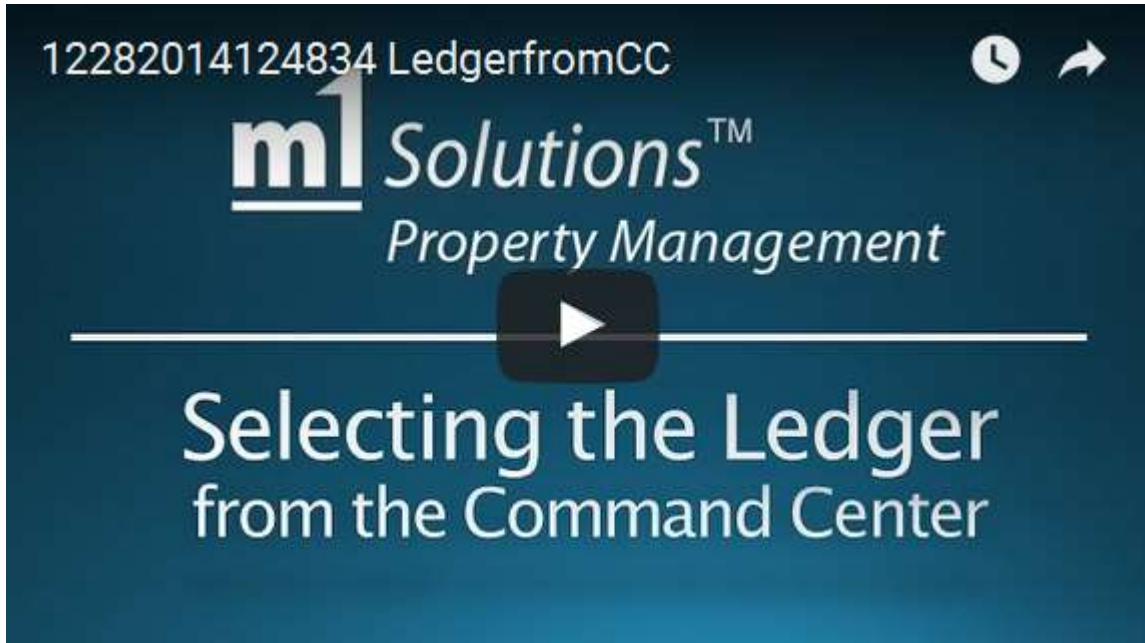 12282014124834 LedgerfromCC
m1 Solutions™
Property Management
Selecting the Ledger
from the Command Center